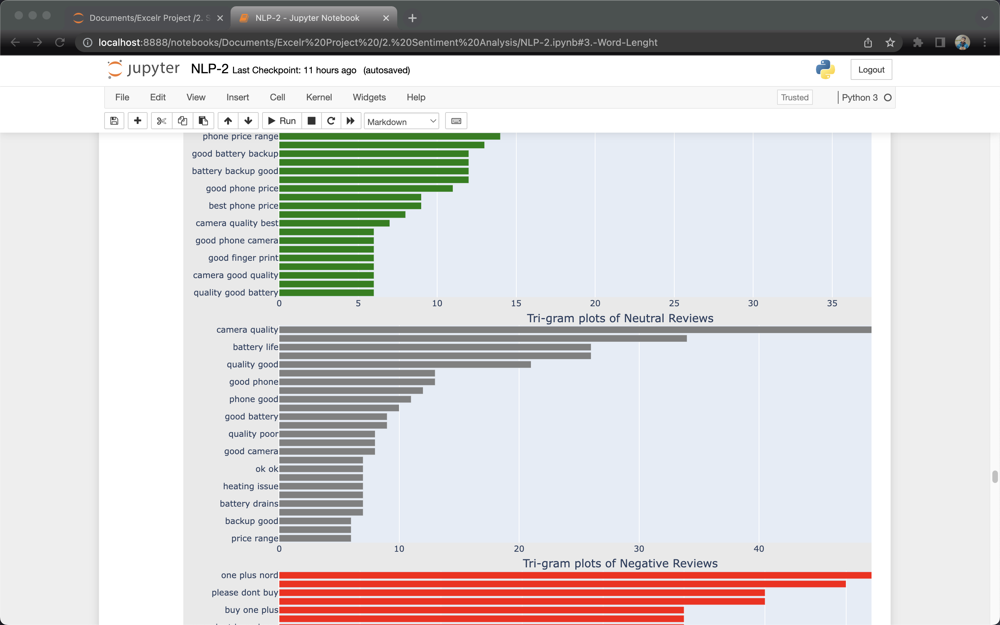 Documents/Excelr Project /2. S
NLP-2 - Jupyter Notebook
localhost:8888/notebooks/Documents/Excelr%20Project%20/2.%20Sentiment%20Analysis/NLP-2.ipynb#3.-Word-Lenght
jupyter NLP-2 Last Checkpoint: 11 hours ago (autosaved)
Logout
File Edit View Insert Cell Kernel Widgets Help
Trusted
Python 3
Run
Markdown
phone price range
good battery backup
battery backup good
good phone price
best phone price
camera quality best
good phone camera
good finger print
camera good quality
quality good battery
0 5 10 15 20 25 30 35
Tri-gram plots of Neutral Reviews
camera quality
battery life
quality good
good phone
phone good
good battery
quality poor
good camera
ok ok
heating issue
battery drains
backup good
price range
0 10 20 30 40
Tri-gram plots of Negative Reviews
one plus nord
please dont buy
buy one plus